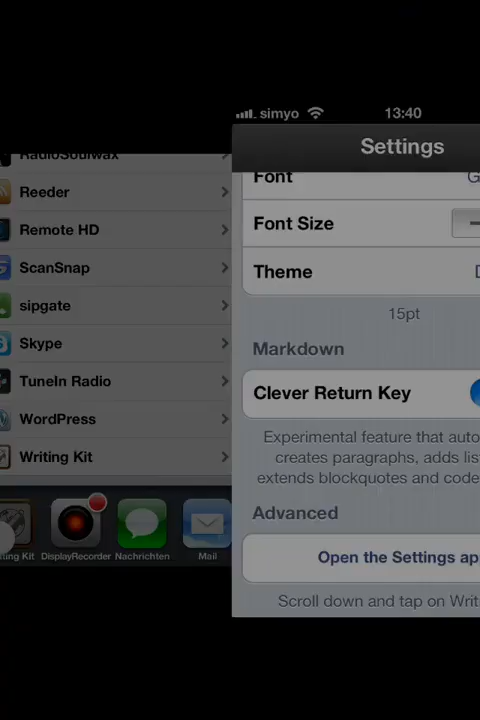 simyo
13:40
Settings
RadioSoulwax
Reeder
Remote HD
ScanSnap
sipgate
Skype
TuneIn Radio
WordPress
Writing Kit
DisplayRecorder
Nachrichten
Mail
Font
Font Size
Theme
15pt
Markdown
Clever Return Key
Experimental feature that auto
creates paragraphs, adds lis
extends blockquotes and code
Advanced
Open the Settings ap
Scroll down and tap on Writ